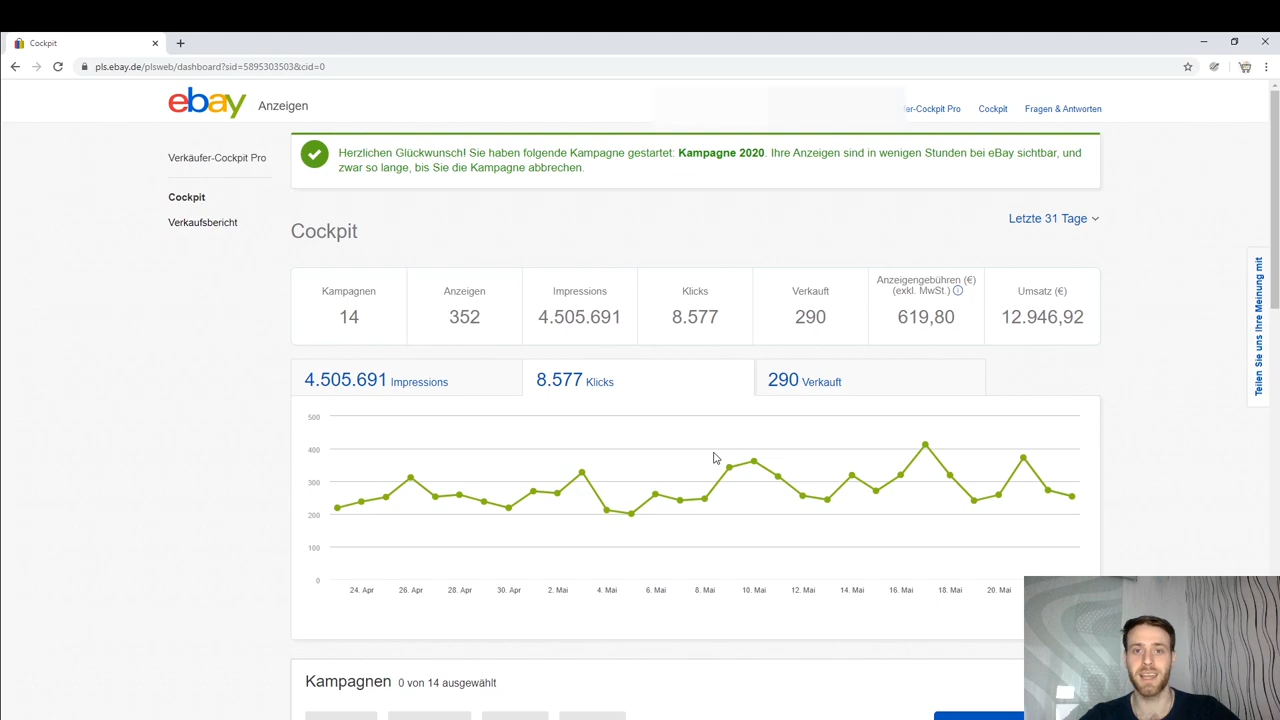 Cockpit
pls.ebay.de/plsweb/dashboard?sid=5895303503&cid=0
ebay Anzeigen
er-Cockpit Pro Cockpit Fragen & Antworten
Verkäufer-Cockpit Pro
Cockpit
Verkaufsbericht
Herzlichen Glückwunsch! Sie haben folgende Kampagne gestartet: Kampagne 2020. Ihre Anzeigen sind in wenigen Stunden bei eBay sichtbar, und
zwar so lange, bis Sie die Kampagne abbrechen.
Cockpit
Letzte 31 Tage
Kampagnen
14
Anzeigen
352
Impressions
4.505.691
Klicks
8.577
Verkauft
290
Anzeigengebühren (€)
(exkl. MwSt.)
619,80
Umsatz (€)
12.946,92
4.505.691 Impressions
8.577 Klicks
290 Verkauft
500
400
300
200
100
0
24. Apr 26. Apr 28. Apr 30. Apr 2. Mai 4. Mai 6. Mai 8. Mai 10. Mai 12. Mai 14. Mai 16. Mai 18. Mai 20. Mai
Kampagnen 0 von 14 ausgewählt
Teilen Sie uns Ihre Meinung mit